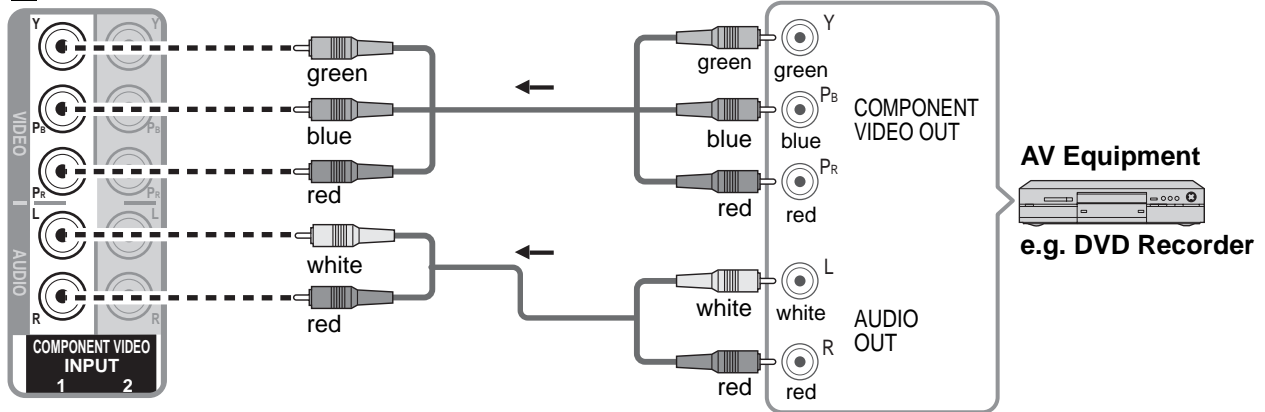 VIDEO
Y
Y
PB
PB
PR
PR
AUDIO
L
L
R
R
COMPONENT VIDEO
INPUT
1 2
green
blue
red
white
red
green
blue
red
white
red
Y
green
PB
blue
PR
red
COMPONENT
VIDEO OUT
L
white
R
red
AUDIO
OUT
AV Equipment
e.g. DVD Recorder